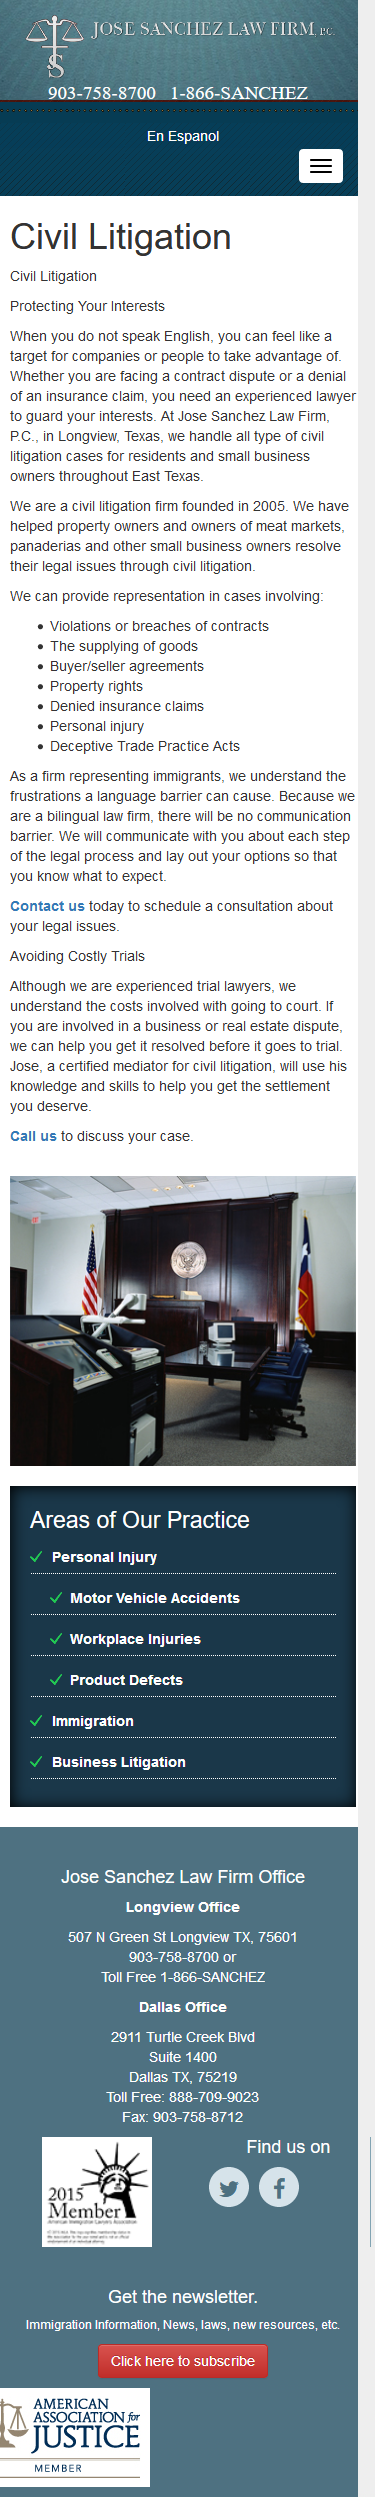 JOSE SANCHEZ LAW FIRM, P.C.
903-758-8700 1-866-SANCHEZ
En Espanol
Civil Litigation
Civil Litigation
Protecting Your Interests
When you do not speak English, you can feel like a
target for companies or people to take advantage of.
Whether you are facing a contract dispute or a denial
of an insurance claim, you need an experienced lawyer
to guard your interests. At Jose Sanchez Law Firm,
P.C., in Longview, Texas, we handle all type of civil
litigation cases for residents and small business
owners throughout East Texas.
We are a civil litigation firm founded in 2005. We have
helped property owners and owners of meat markets,
panaderias and other small business owners resolve
their legal issues through civil litigation.
We can provide representation in cases involving:
Violations or breaches of contracts
The supplying of goods
Buyer/seller agreements
Property rights
Denied insurance claims
Personal injury
Deceptive Trade Practice Acts
As a firm representing immigrants, we understand the
frustrations a language barrier can cause. Because we
are a bilingual law firm, there will be no communication
barrier. We will communicate with you about each step
of the legal process and lay out your options so that
you know what to expect.
Contact us today to schedule a consultation about
your legal issues.
Avoiding Costly Trials
Although we are experienced trial lawyers, we
understand the costs involved with going to court. If
you are involved in a business or real estate dispute,
we can help you get it resolved before it goes to trial.
Jose, a certified mediator for civil litigation, will use his
knowledge and skills to help you get the settlement
you deserve.
Call us to discuss your case.
Areas of Our Practice
Personal Injury
Motor Vehicle Accidents
Workplace Injuries
Product Defects
Immigration
Business Litigation
Jose Sanchez Law Firm Office
Longview Office
507 N Green St Longview TX, 75601
903-758-8700 or
Toll Free 1-866-SANCHEZ
Dallas Office
2911 Turtle Creek Blvd
Suite 1400
Dallas TX, 75219
Toll Free: 888-709-9023
Fax: 903-758-8712
2015
Member
American Immigration Lawyers Association
Find us on
Get the newsletter.
Immigration Information, News, laws, new resources, etc.
Click here to subscribe
AMERICAN
ASSOCIATION for
JUSTICE
MEMBER